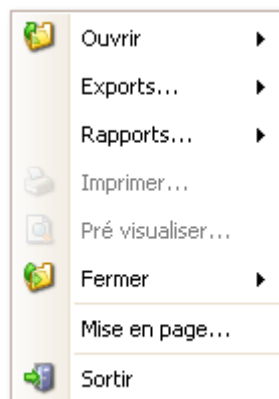 Ouvrir
Exports...
Rapports...
Imprimer...
Pré visualiser...
Fermer
Mise en page...
Sortir